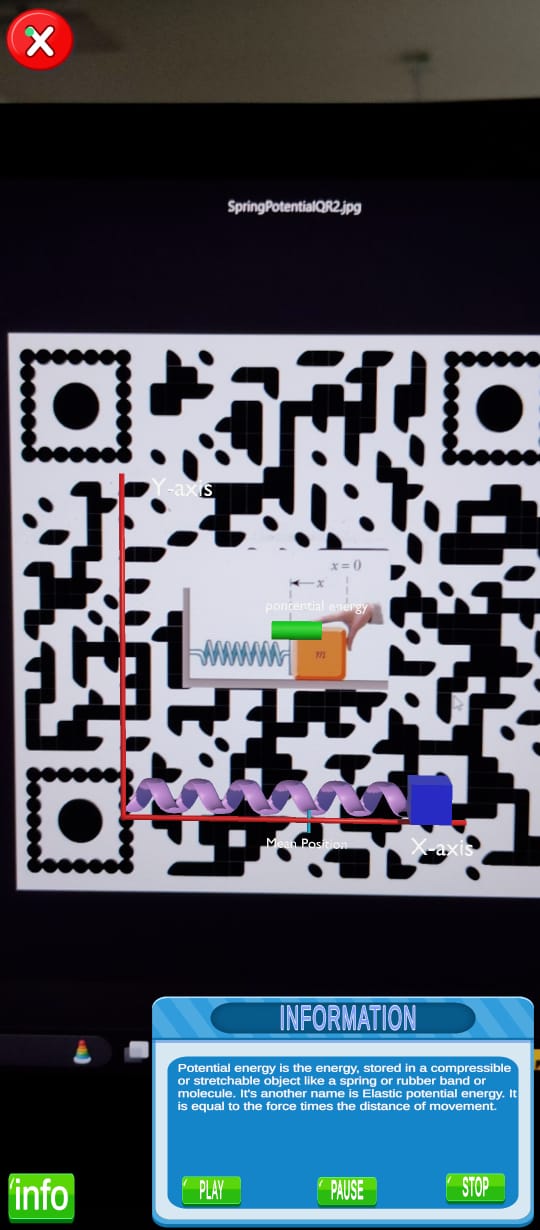 SpringPotentialQR2.jpg
Y-axis
x = 0
x
pontential energy
m
Mean Position
X-axis
INFORMATION
Potential energy is the energy, stored in a compressible
or stretchable object like a spring or rubber band or
molecule. It's another name is Elastic potential energy. It
is equal to the force times the distance of movement.
PLAY
PAUSE
STOP
info